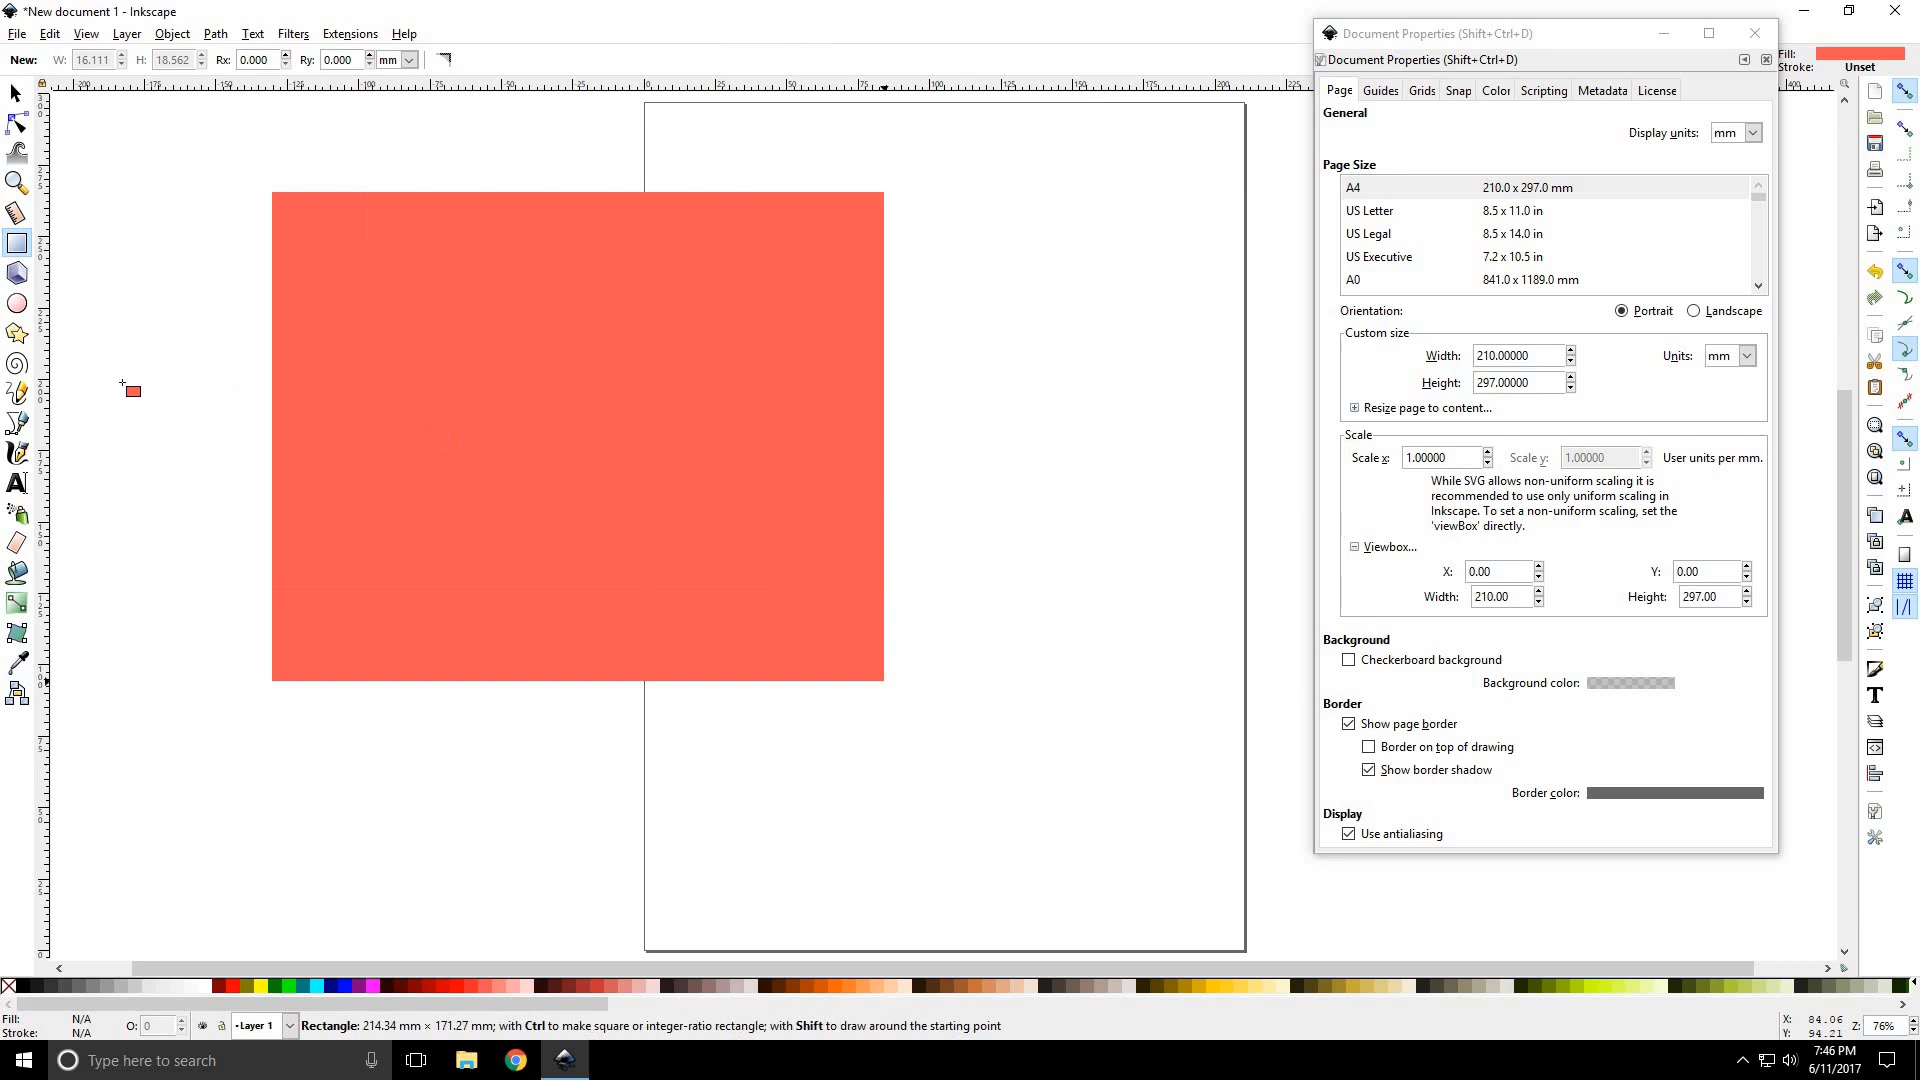 *New document 1 - Inkscape
File Edit View Layer Object Path Text Filters Extensions Help
New: W: 16.111 H: 18.562 Rx: 0.000 Ry: 0.000 mm
Document Properties (Shift+Ctrl+D)
Document Properties (Shift+Ctrl+D)
Fill:
Stroke: Unset
Page Guides Grids Snap Color Scripting Metadata License
General
Display units: mm
Page Size
A4 210.0 x 297.0 mm
US Letter 8.5 x 11.0 in
US Legal 8.5 x 14.0 in
US Executive 7.2 x 10.5 in
A0 841.0 x 1189.0 mm
Orientation: Portrait Landscape
Custom size
Width: 210.00000 Units: mm
Height: 297.00000
Resize page to content...
Scale
Scale x: 1.00000 Scale y: 1.00000 User units per mm.
While SVG allows non-uniform scaling it is
recommended to use only uniform scaling in
Inkscape. To set a non-uniform scaling, set the
'viewBox' directly.
Viewbox...
X: 0.00 Y: 0.00
Width: 210.00 Height: 297.00
Background
Checkerboard background
Background color:
Border
Show page border
Border on top of drawing
Show border shadow
Border color:
Display
Use antialiasing
Fill: N/A
Stroke: N/A
O: 0
Layer 1
Rectangle: 214.34 mm × 171.27 mm; with Ctrl to make square or integer-ratio rectangle; with Shift to draw around the starting point
X: 84.06
Y: 94.21
Z: 76%
Type here to search
7:46 PM
6/11/2017